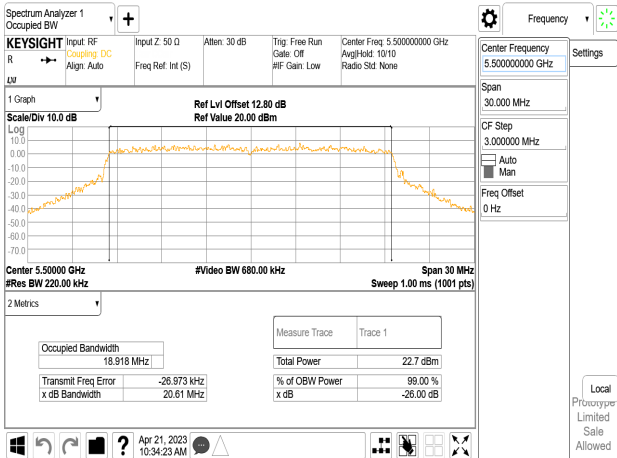 Spectrum Analyzer 1
Occupied BW
Frequency
KEYSIGHT
R
LXI
Input: RF
Coupling: DC
Align: Auto
Input Z: 50 Ω
Freq Ref: Int (S)
Atten: 30 dB
Trig: Free Run
Gate: Off
#IF Gain: Low
Center Freq: 5.500000000 GHz
Avg|Hold: 10/10
Radio Std: None
Center Frequency
5.500000000 GHz
Settings
Span
30.000 MHz
CF Step
3.000000 MHz
Auto
Man
Freq Offset
0 Hz
1 Graph
Scale/Div 10.0 dB
Ref Lvl Offset 12.80 dB
Ref Value 20.00 dBm
Log
10.0
0.00
-10.0
-20.0
-30.0
-40.0
-50.0
-60.0
-70.0
Center 5.50000 GHz
#Video BW 680.00 kHz
Span 30 MHz
#Res BW 220.00 kHz
Sweep 1.00 ms (1001 pts)
2 Metrics
Measure Trace Trace 1
Occupied Bandwidth
18.918 MHz
Total Power 22.7 dBm
Transmit Freq Error -26.973 kHz
% of OBW Power 99.00 %
x dB Bandwidth 20.61 MHz
x dB -26.00 dB
Local
Prototype
Limited
Sale
Allowed
Apr 21, 2023
10:34:23 AM